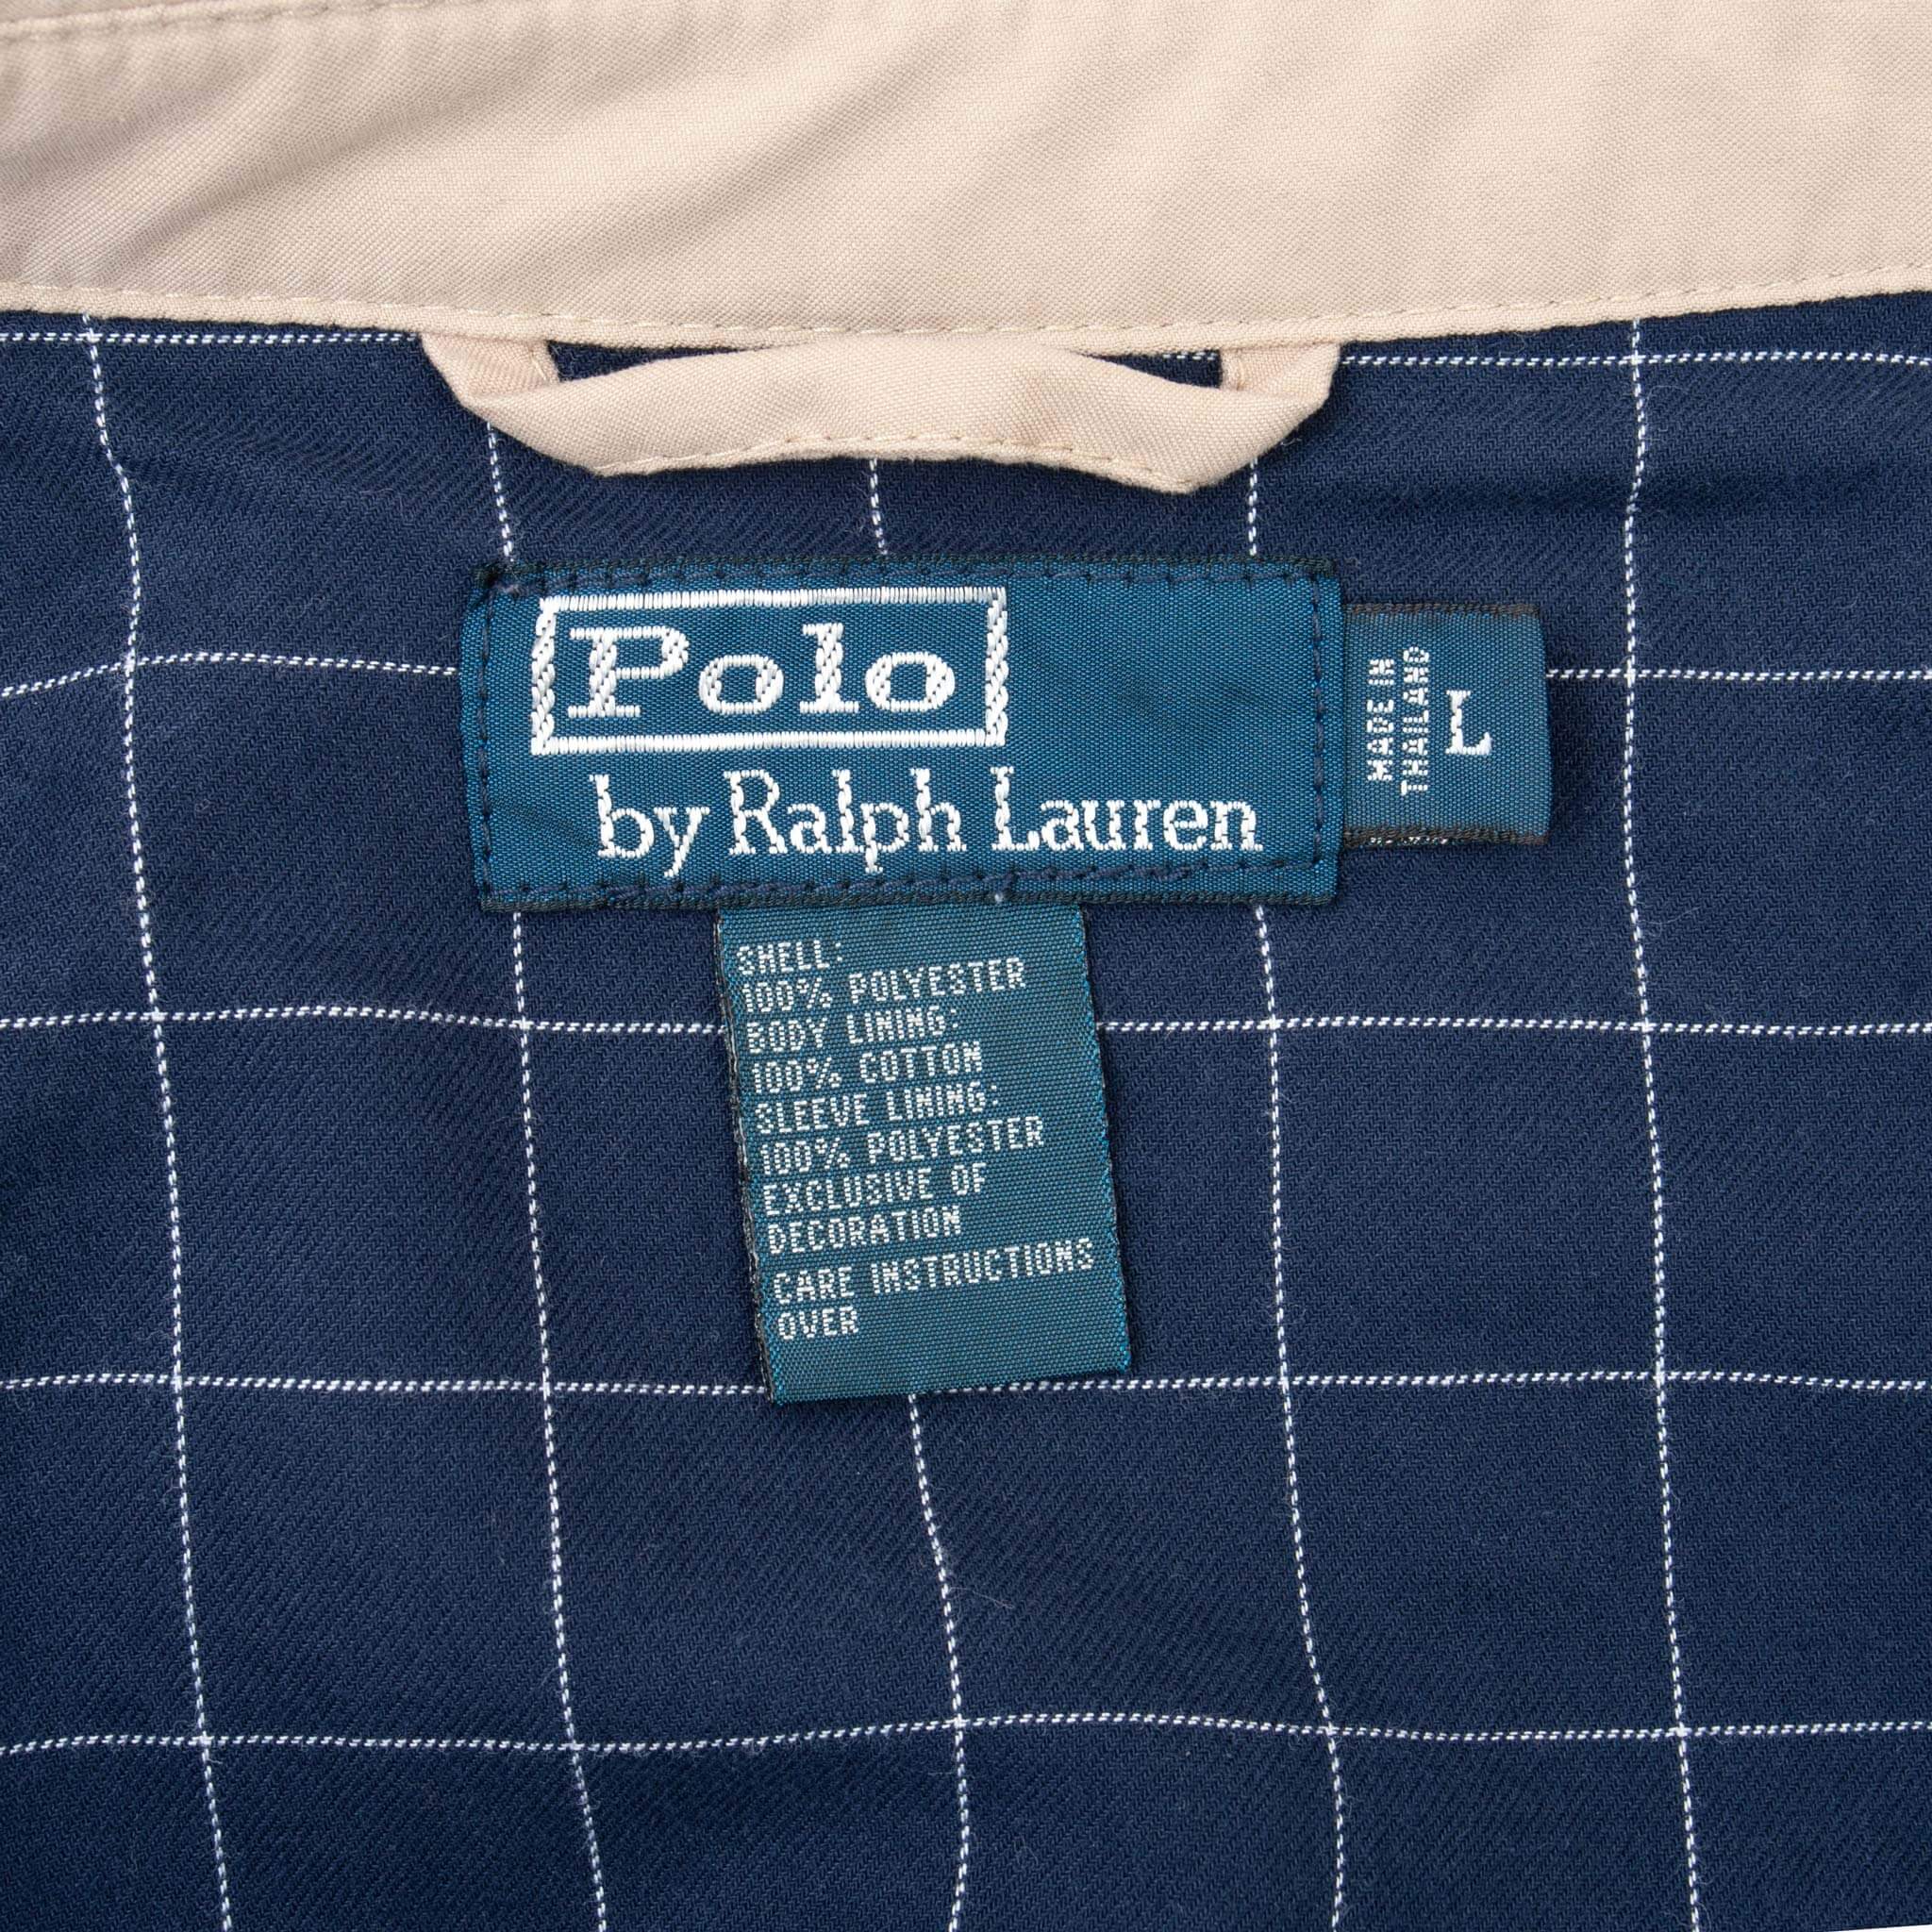 Polo
by Ralph Lauren
MADE IN
THAILAND
L
SHELL:
100% POLYESTER
BODY LINING:
100% COTTON
SLEEVE LINING:
100% POLYESTER
EXCLUSIVE OF
DECORATION
CARE INSTRUCTIONS
OVER